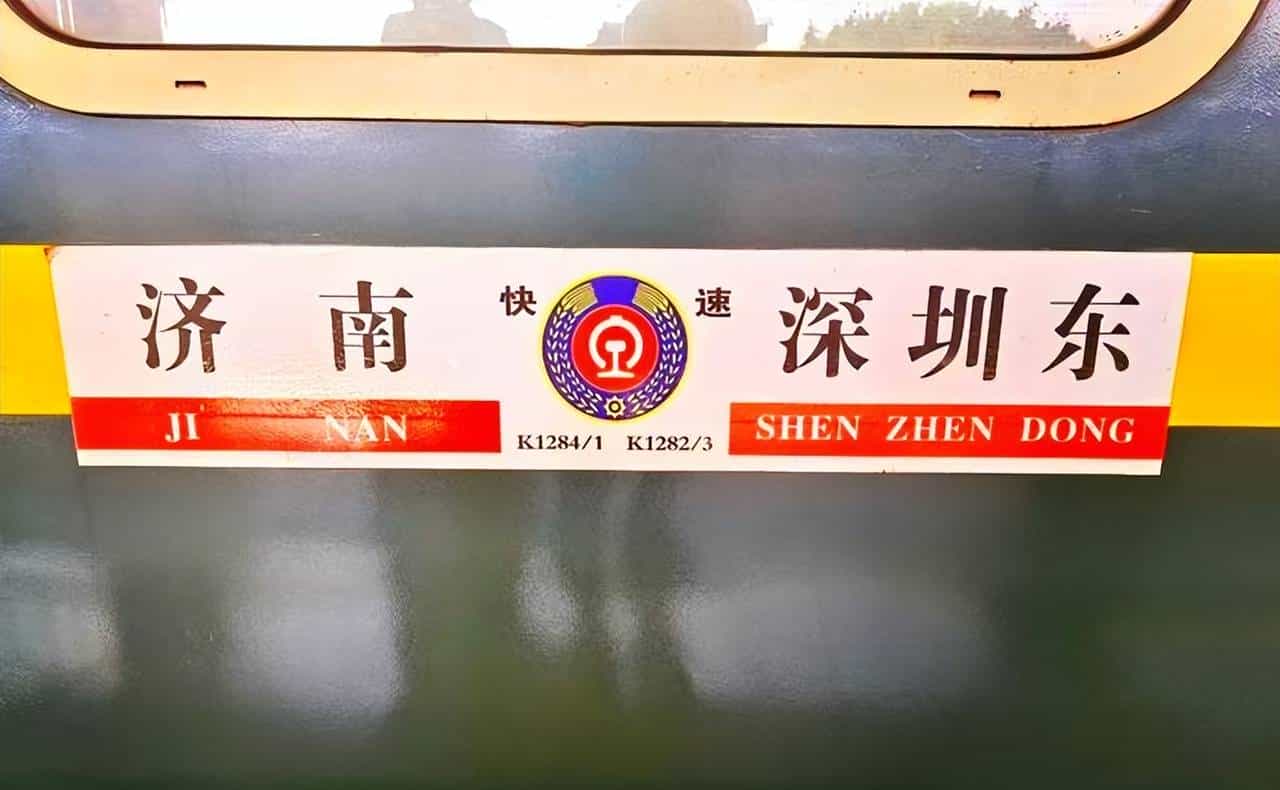 济南 快 速 深圳东
JI NAN K1284/1 K1282/3 SHEN ZHEN DONG